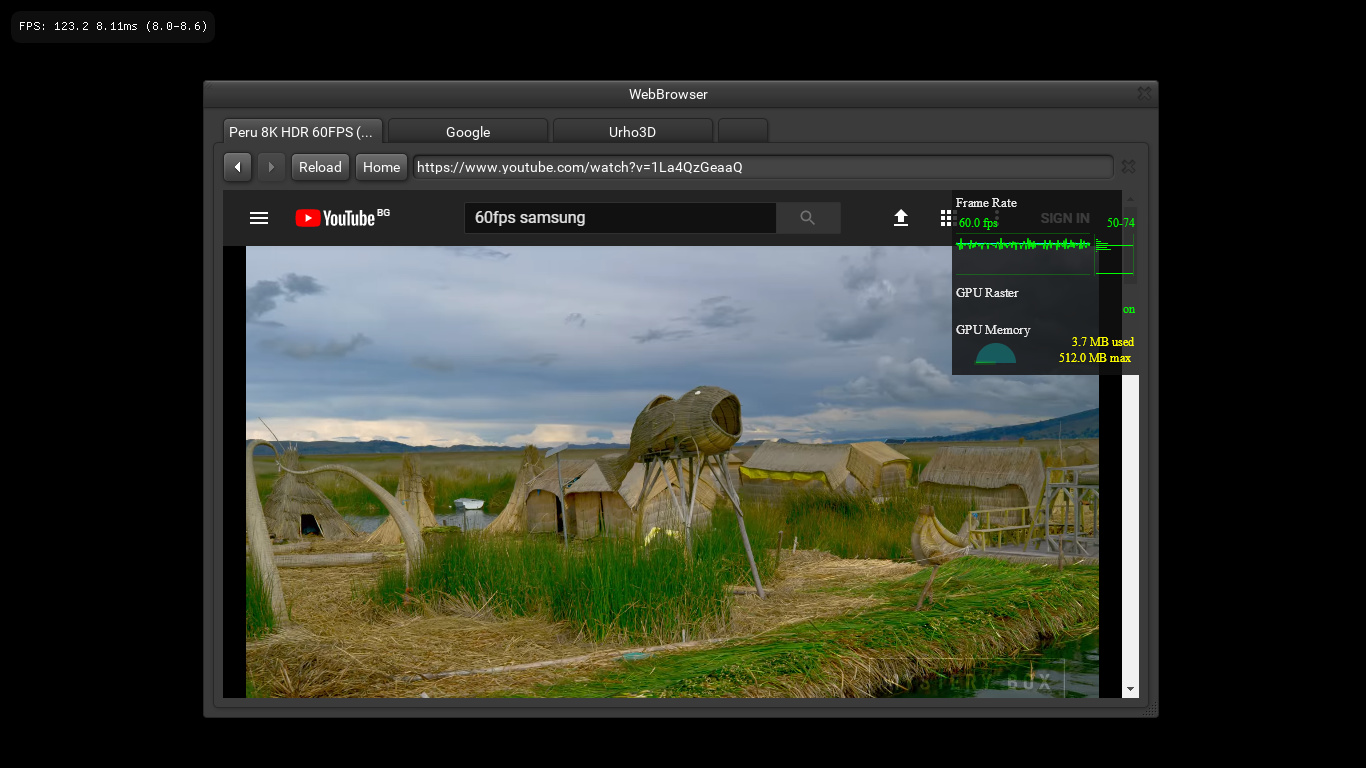 FPS: 123.2 8.11ms (8.0-8.6)
WebBrowser
Peru 8K HDR 60FPS (...
Google
Urho3D
Reload
Home
https://www.youtube.com/watch?v=1La4QzGeaaQ
YouTube BG
60fps samsung
SIGN IN
Frame Rate
60.0 fps 50-74
GPU Raster
on
GPU Memory
3.7 MB used
512.0 MB max
MYSTERY BOX